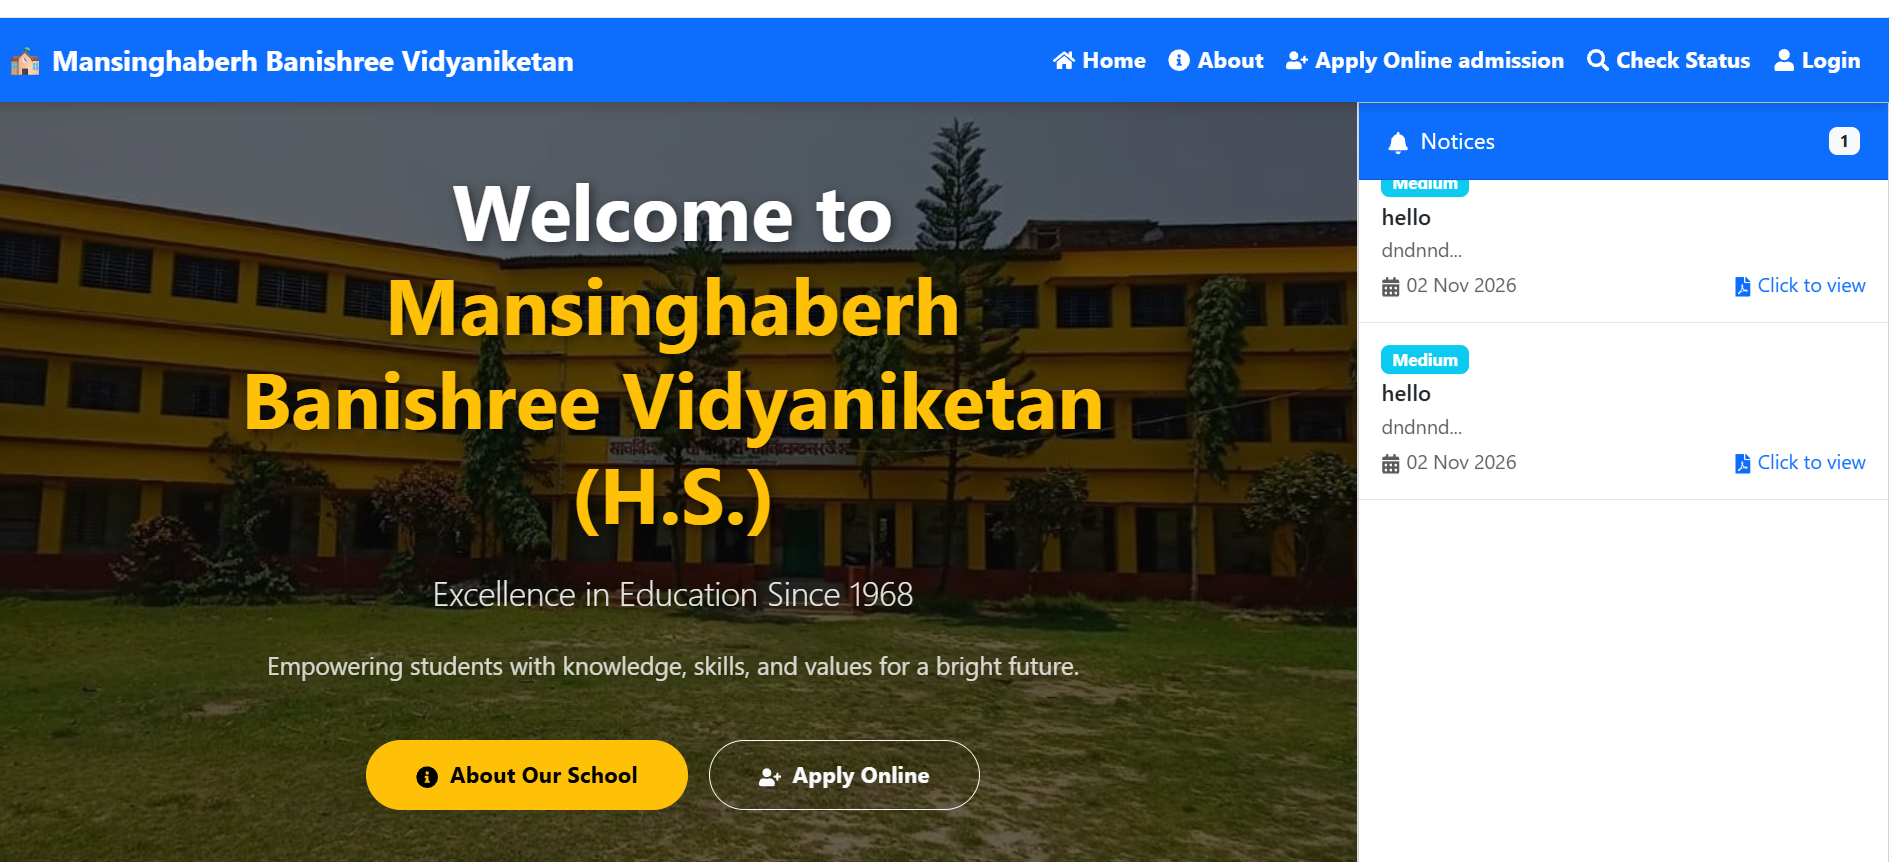 Mansinghaberh Banishree Vidyaniketan
Home
About
Apply Online admission
Check Status
Login
Welcome to
Mansinghaberh
Banishree Vidyaniketan
(H.S.)
Excellence in Education Since 1968
Empowering students with knowledge, skills, and values for a bright future.
About Our School
Apply Online
Notices
1
Medium
hello
dndnnd...
02 Nov 2026
Click to view
Medium
hello
dndnnd...
02 Nov 2026
Click to view